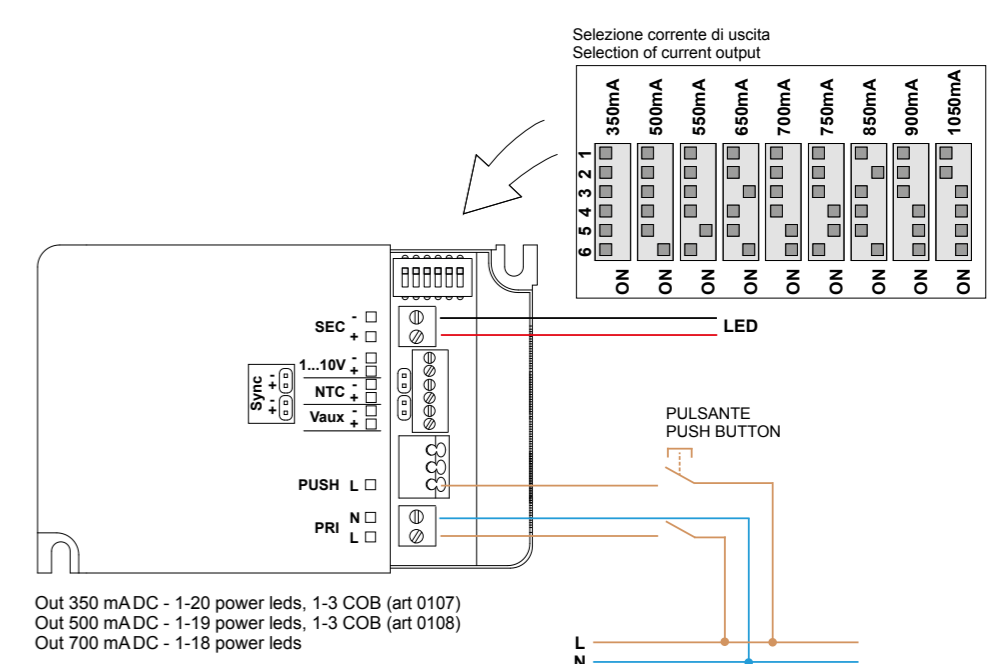 Selezione corrente di uscita
Selection of current output
350mA 500mA 550mA 650mA 700mA 750mA 850mA 900mA 1050mA
1
2
3
4
5
6
ON ON ON ON ON ON ON ON ON
SEC -
+
LED
1...10V -
+
Sync - + - +
NTC -
+
Vaux -
+
PULSANTE
PUSH BUTTON
PUSH L
PRI N
L
Out 350 mA DC - 1-20 power leds, 1-3 COB (art 0107)
Out 500 mA DC - 1-19 power leds, 1-3 COB (art 0108)
Out 700 mA DC - 1-18 power leds
L
N